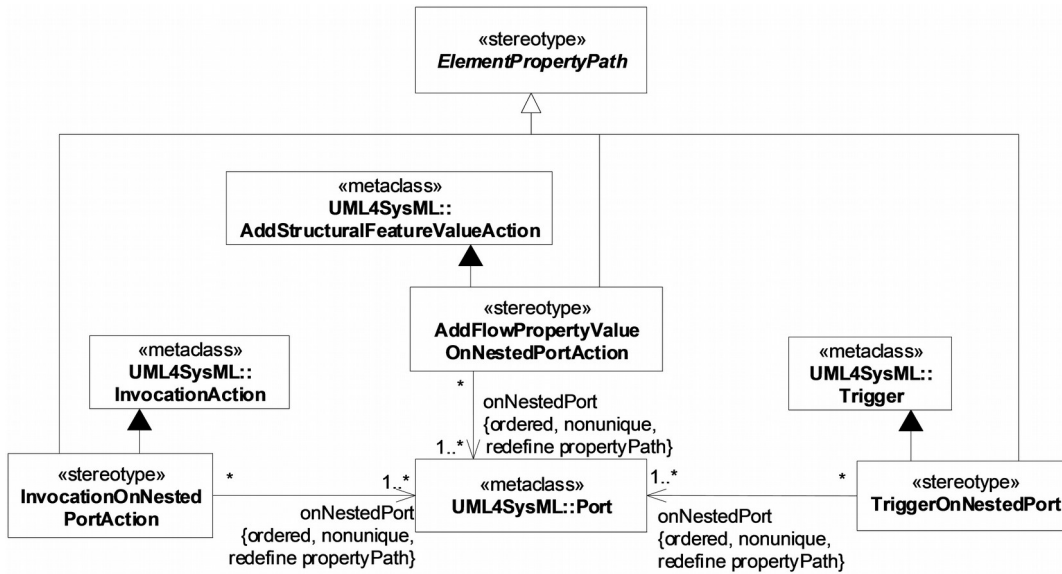 «stereotype»
ElementPropertyPath
«metaclass»
UML4SysML::
AddStructuralFeatureValueAction
«stereotype»
AddFlowPropertyValue
OnNestedPortAction
«metaclass»
UML4SysML::
InvocationAction
«metaclass»
UML4SysML::
Trigger
*
onNestedPort
{ordered, nonunique,
redefine propertyPath}
1..*
«stereotype»
InvocationOnNested
PortAction
*
1..*
onNestedPort
{ordered, nonunique,
redefine propertyPath}
«metaclass»
UML4SysML::Port
1..*
*
onNestedPort
{ordered, nonunique,
redefine propertyPath}
«stereotype»
TriggerOnNestedPort